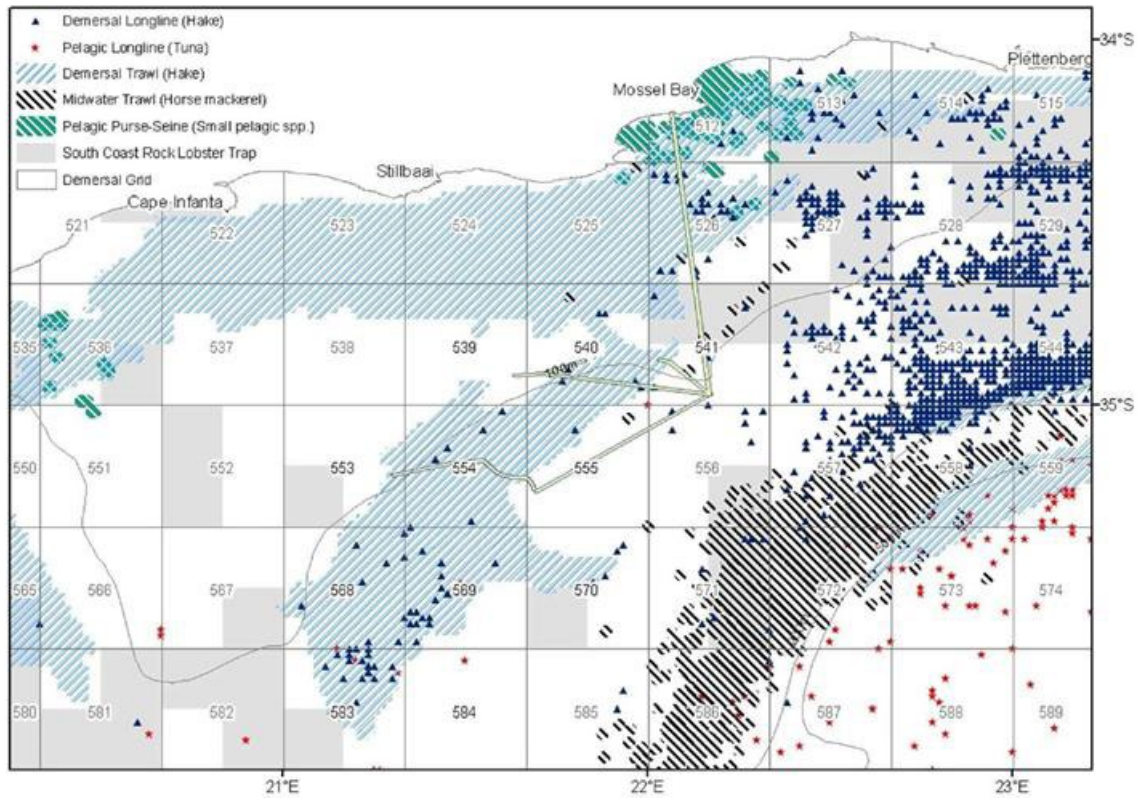 Demersal Longline (Hake)
Pelagic Longline (Tuna)
Demersal Trawl (Hake)
Midwater Trawl (Horse mackerel)
Pelagic Purse-Seine (Small pelagic spp.)
South Coast Rock Lobster Trap
Demersal Grid
34°S
Plettenberg
Mossel Bay
513 514 515
512
Stillbaai
Cape Infanta
521 522 523 524 525 526 527 528 529
535 536 537 538 539 540 541 542 543 544
100m
35°S
550 551 552 553 554 555 556 557 558 559
565 566 567 568 569 570 571 572 573 574
580 581 582 583 584 585 586 587 588 589
21°E 22°E 23°E